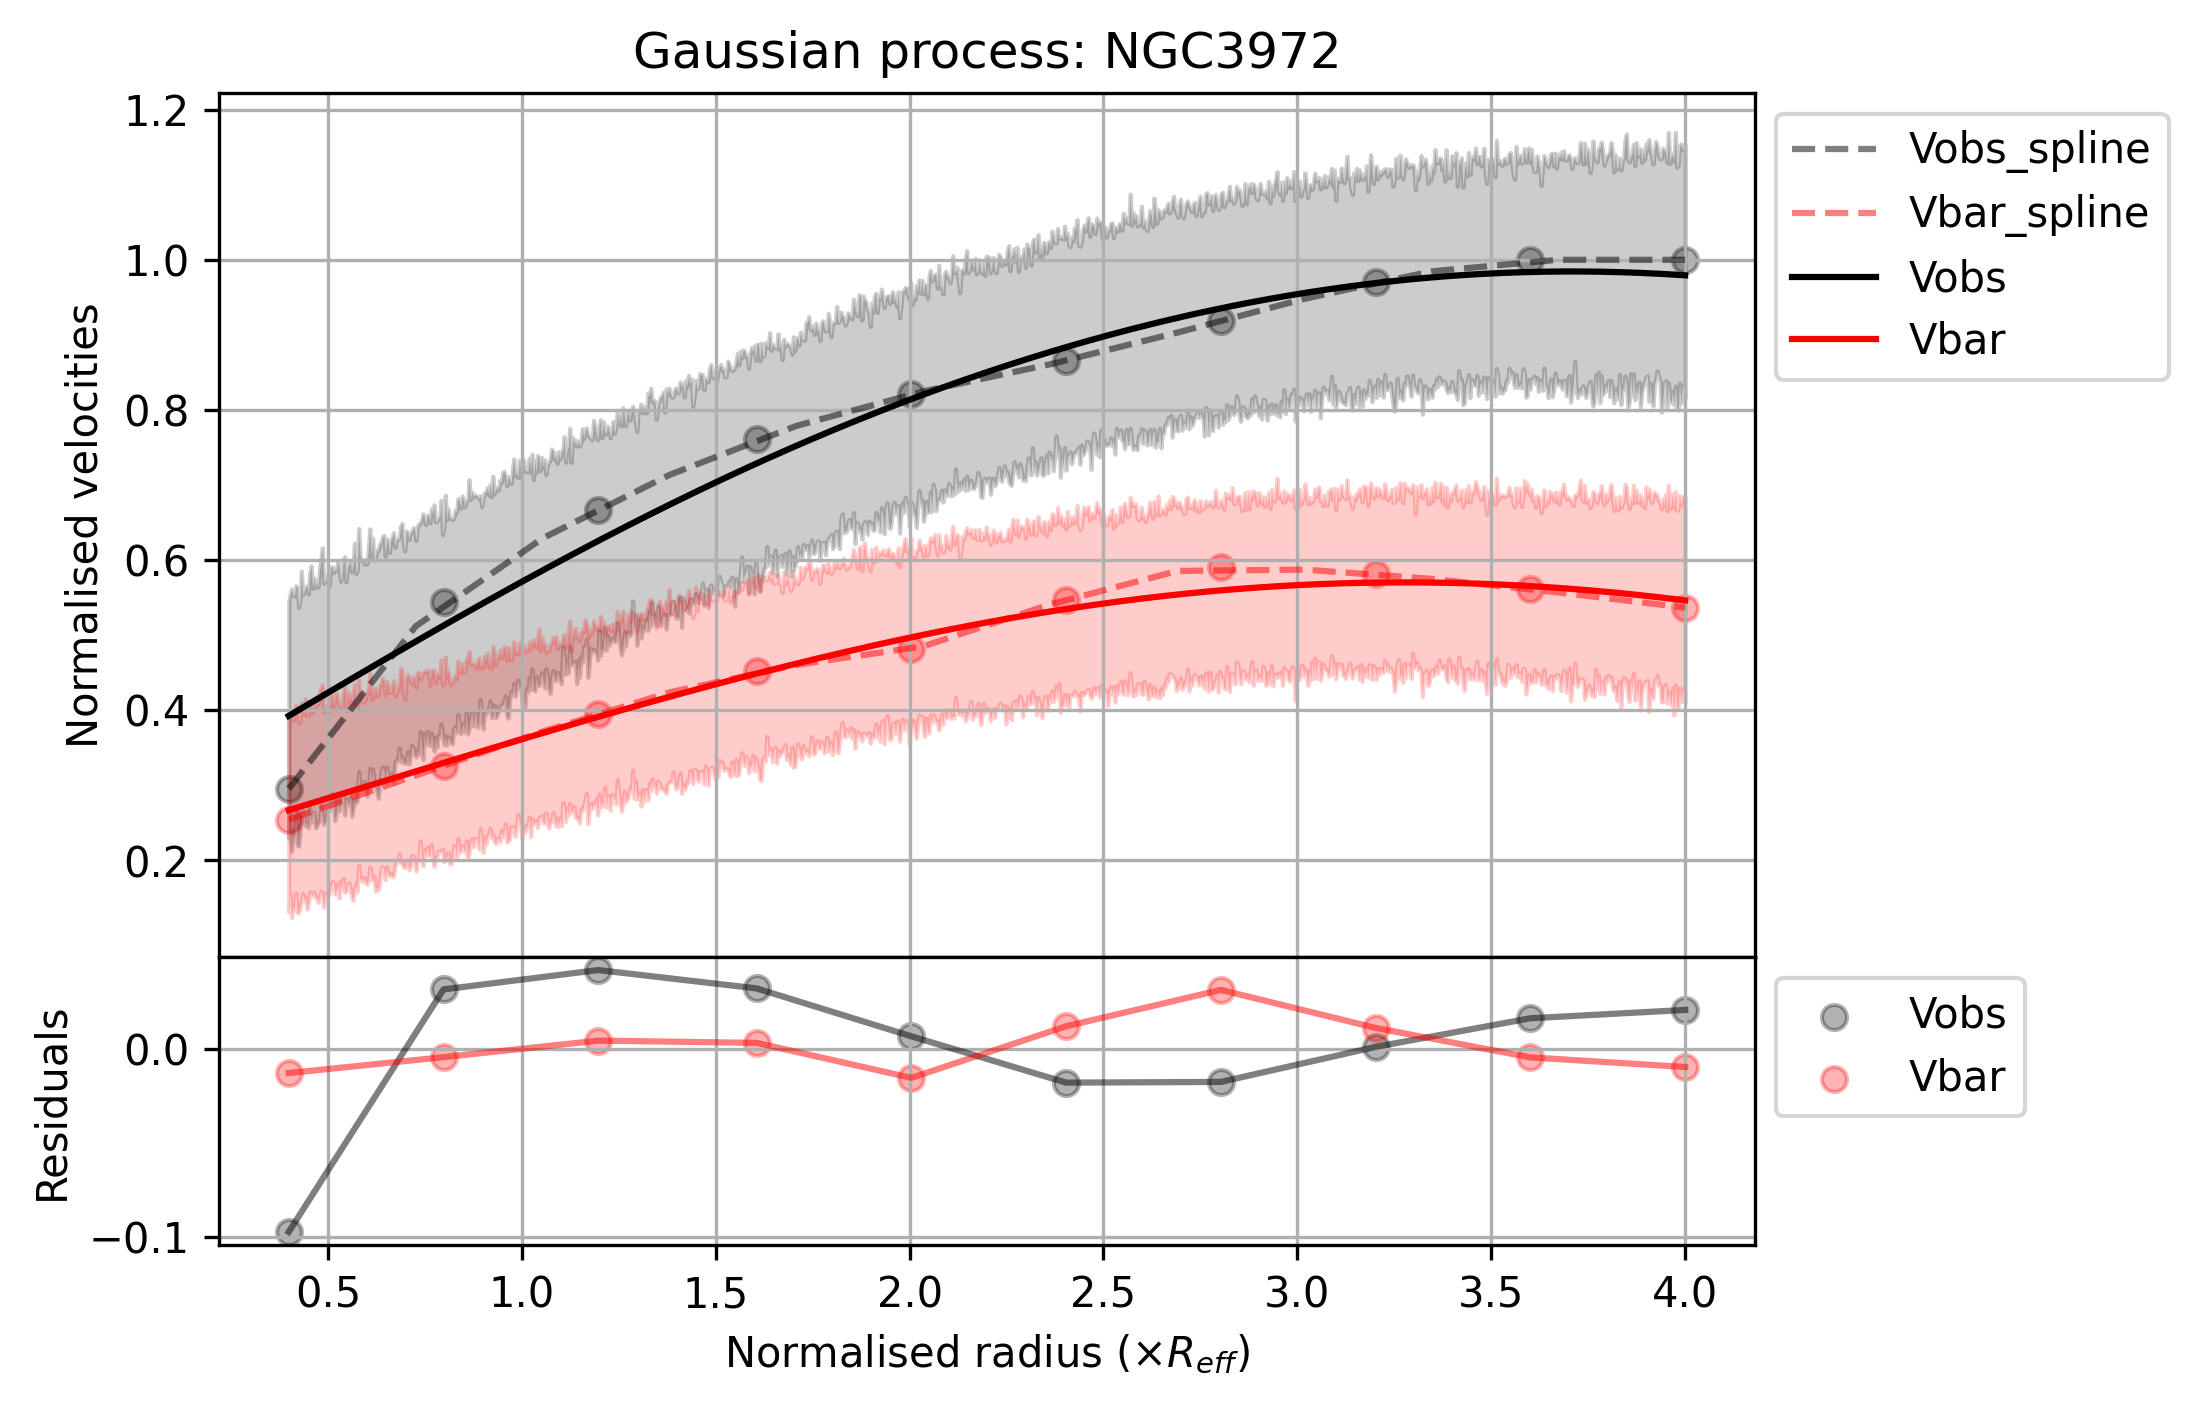 Gaussian process: NGC3972
1.2
1.0
0.8
0.6
0.4
0.2
Normalised velocities
Vobs_spline
Vbar_spline
Vobs
Vbar
0.0
−0.1
Residuals
Vobs
Vbar
0.5 1.0 1.5 2.0 2.5 3.0 3.5 4.0
Normalised radius (×R_eff)